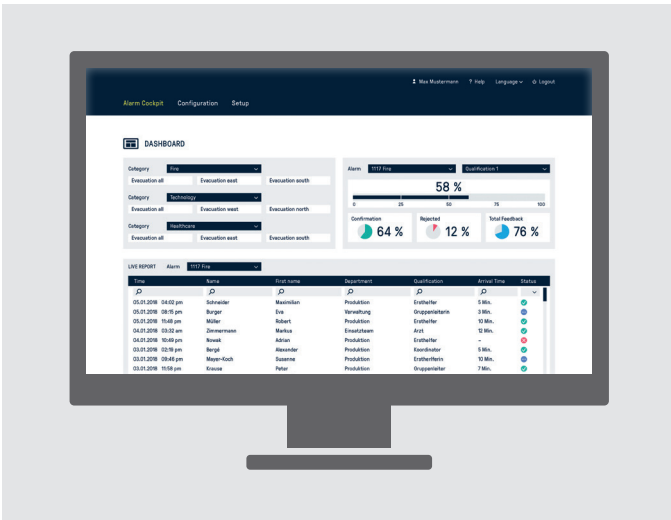 Max Mustermann ? Help Language Logout
Alarm Cockpit Configuration Setup
DASHBOARD
Category Fire
Evacuation all Evacuation east Evacuation south
Category Technology
Evacuation all Evacuation west Evacuation north
Category Healthcare
Evacuation all Evacuation east Evacuation south
Alarm 1117 Fire Qualification 1
58 %
0 25 50 75 100
Confirmation Rejected Total Feedback
64 % 12 % 76 %
LIVE REPORT Alarm 1117 Fire
Time Name First name Department Qualification Arrival Time Status
05.01.2018 04:02 pm Schneider Maximilian Produktion Ersthelfer 5 Min.
05.01.2018 08:15 pm Burger Eva Verwaltung Gruppenleiterin 3 Min.
05.01.2018 11:48 pm Müller Robert Produktion Ersthelfer 10 Min.
04.01.2018 03:32 am Zimmermann Markus Einsatzteam Arzt 12 Min.
04.01.2018 10:49 pm Nowak Adrian Produktion Ersthelfer –
03.01.2018 02:19 pm Bergé Alexander Produktion Koordinator 5 Min.
03.01.2018 09:46 pm Mayer-Koch Susanne Produktion Ersthelferin 10 Min.
03.01.2018 11:58 pm Krause Peter Produktion Gruppenleiter 7 Min.